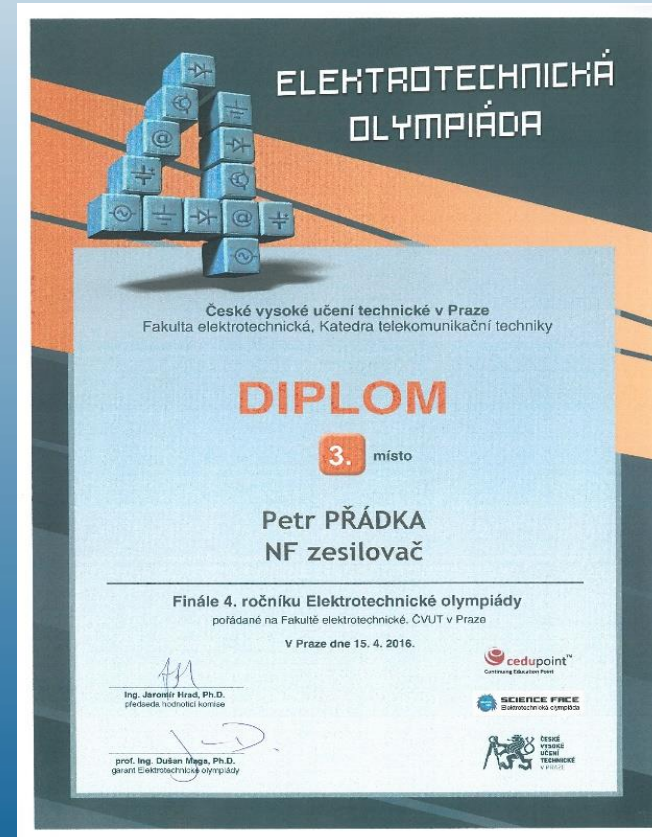 ELEKTROTECHNICKÁ
OLYMPIÁDA
České vysoké učení technické v Praze
Fakulta elektrotechnická, Katedra telekomunikační techniky
DIPLOM
3. místo
Petr PŘÁDKA
NF zesilovač
Finále 4. ročníku Elektrotechnické olympiády
pořádané na Fakultě elektrotechnické, ČVUT v Praze
V Praze dne 15. 4. 2016.
Ing. Jaromír Hrad, Ph.D.
předseda hodnotící komise
prof. Ing. Dušan Maga, Ph.D.
garant Elektrotechnické olympiády
cedupoint™
Continuing Education Point
SCIENCE FACE
Elektrotechnická olympiáda
ČESKÉ
VYSOKÉ
UČENÍ
TECHNICKÉ
V PRAZE